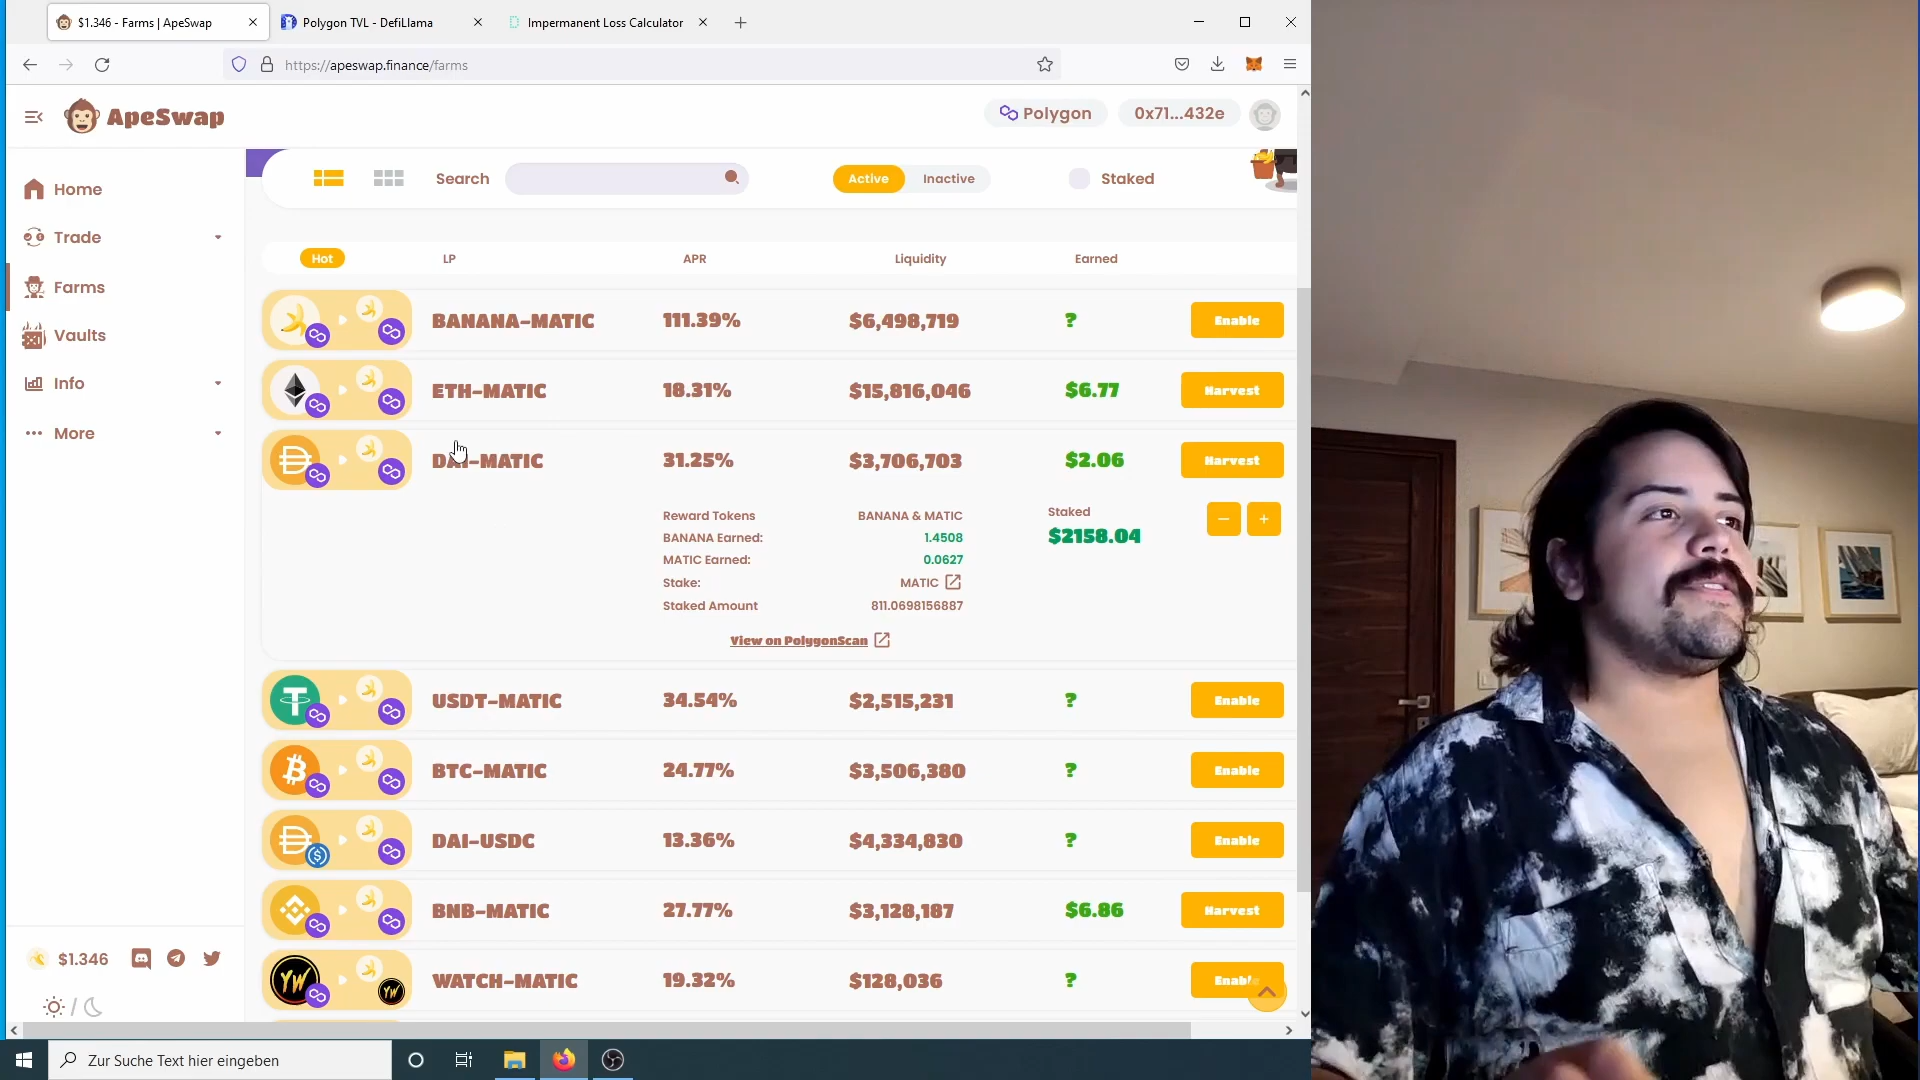 $1.346 - Farms | ApeSwap
Polygon TVL - DefiLlama
Impermanent Loss Calculator
https://apeswap.finance/farms
ApeSwap
Polygon
0x71...432e
Home
Trade
Farms
Vaults
Info
More
Search
Active
Inactive
Staked
Hot
LP
APR
Liquidity
Earned
BANANA-MATIC 111.39% $6,498,719 ? Enable
ETH-MATIC 18.31% $15,816,046 $6.77 Harvest
DAI-MATIC 31.25% $3,706,703 $2.06 Harvest
Reward Tokens BANANA & MATIC
BANANA Earned: 1.4508
MATIC Earned: 0.0627
Stake: MATIC
Staked Amount 811.0698156887
View on PolygonScan
Staked
$2158.04
USDT-MATIC 34.54% $2,515,231 ? Enable
BTC-MATIC 24.77% $3,506,380 ? Enable
DAI-USDC 13.36% $4,334,830 ? Enable
BNB-MATIC 27.77% $3,128,187 $6.86 Harvest
WATCH-MATIC 19.32% $128,036 ? Enable
YW
YW
$1.346
/
Zur Suche Text hier eingeben